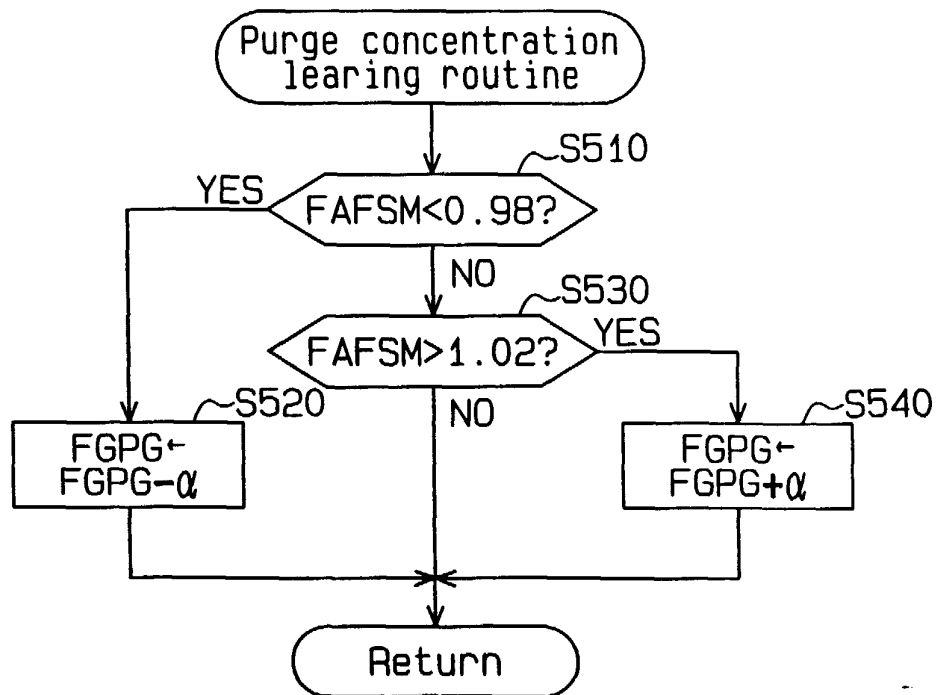 Purge concentration
learing routine
S510
YES
FAFSM<0.98?
NO
S530
FAFSM>1.02?
YES
NO
S520
FGPG←
FGPG-α
S540
FGPG←
FGPG+α
Return